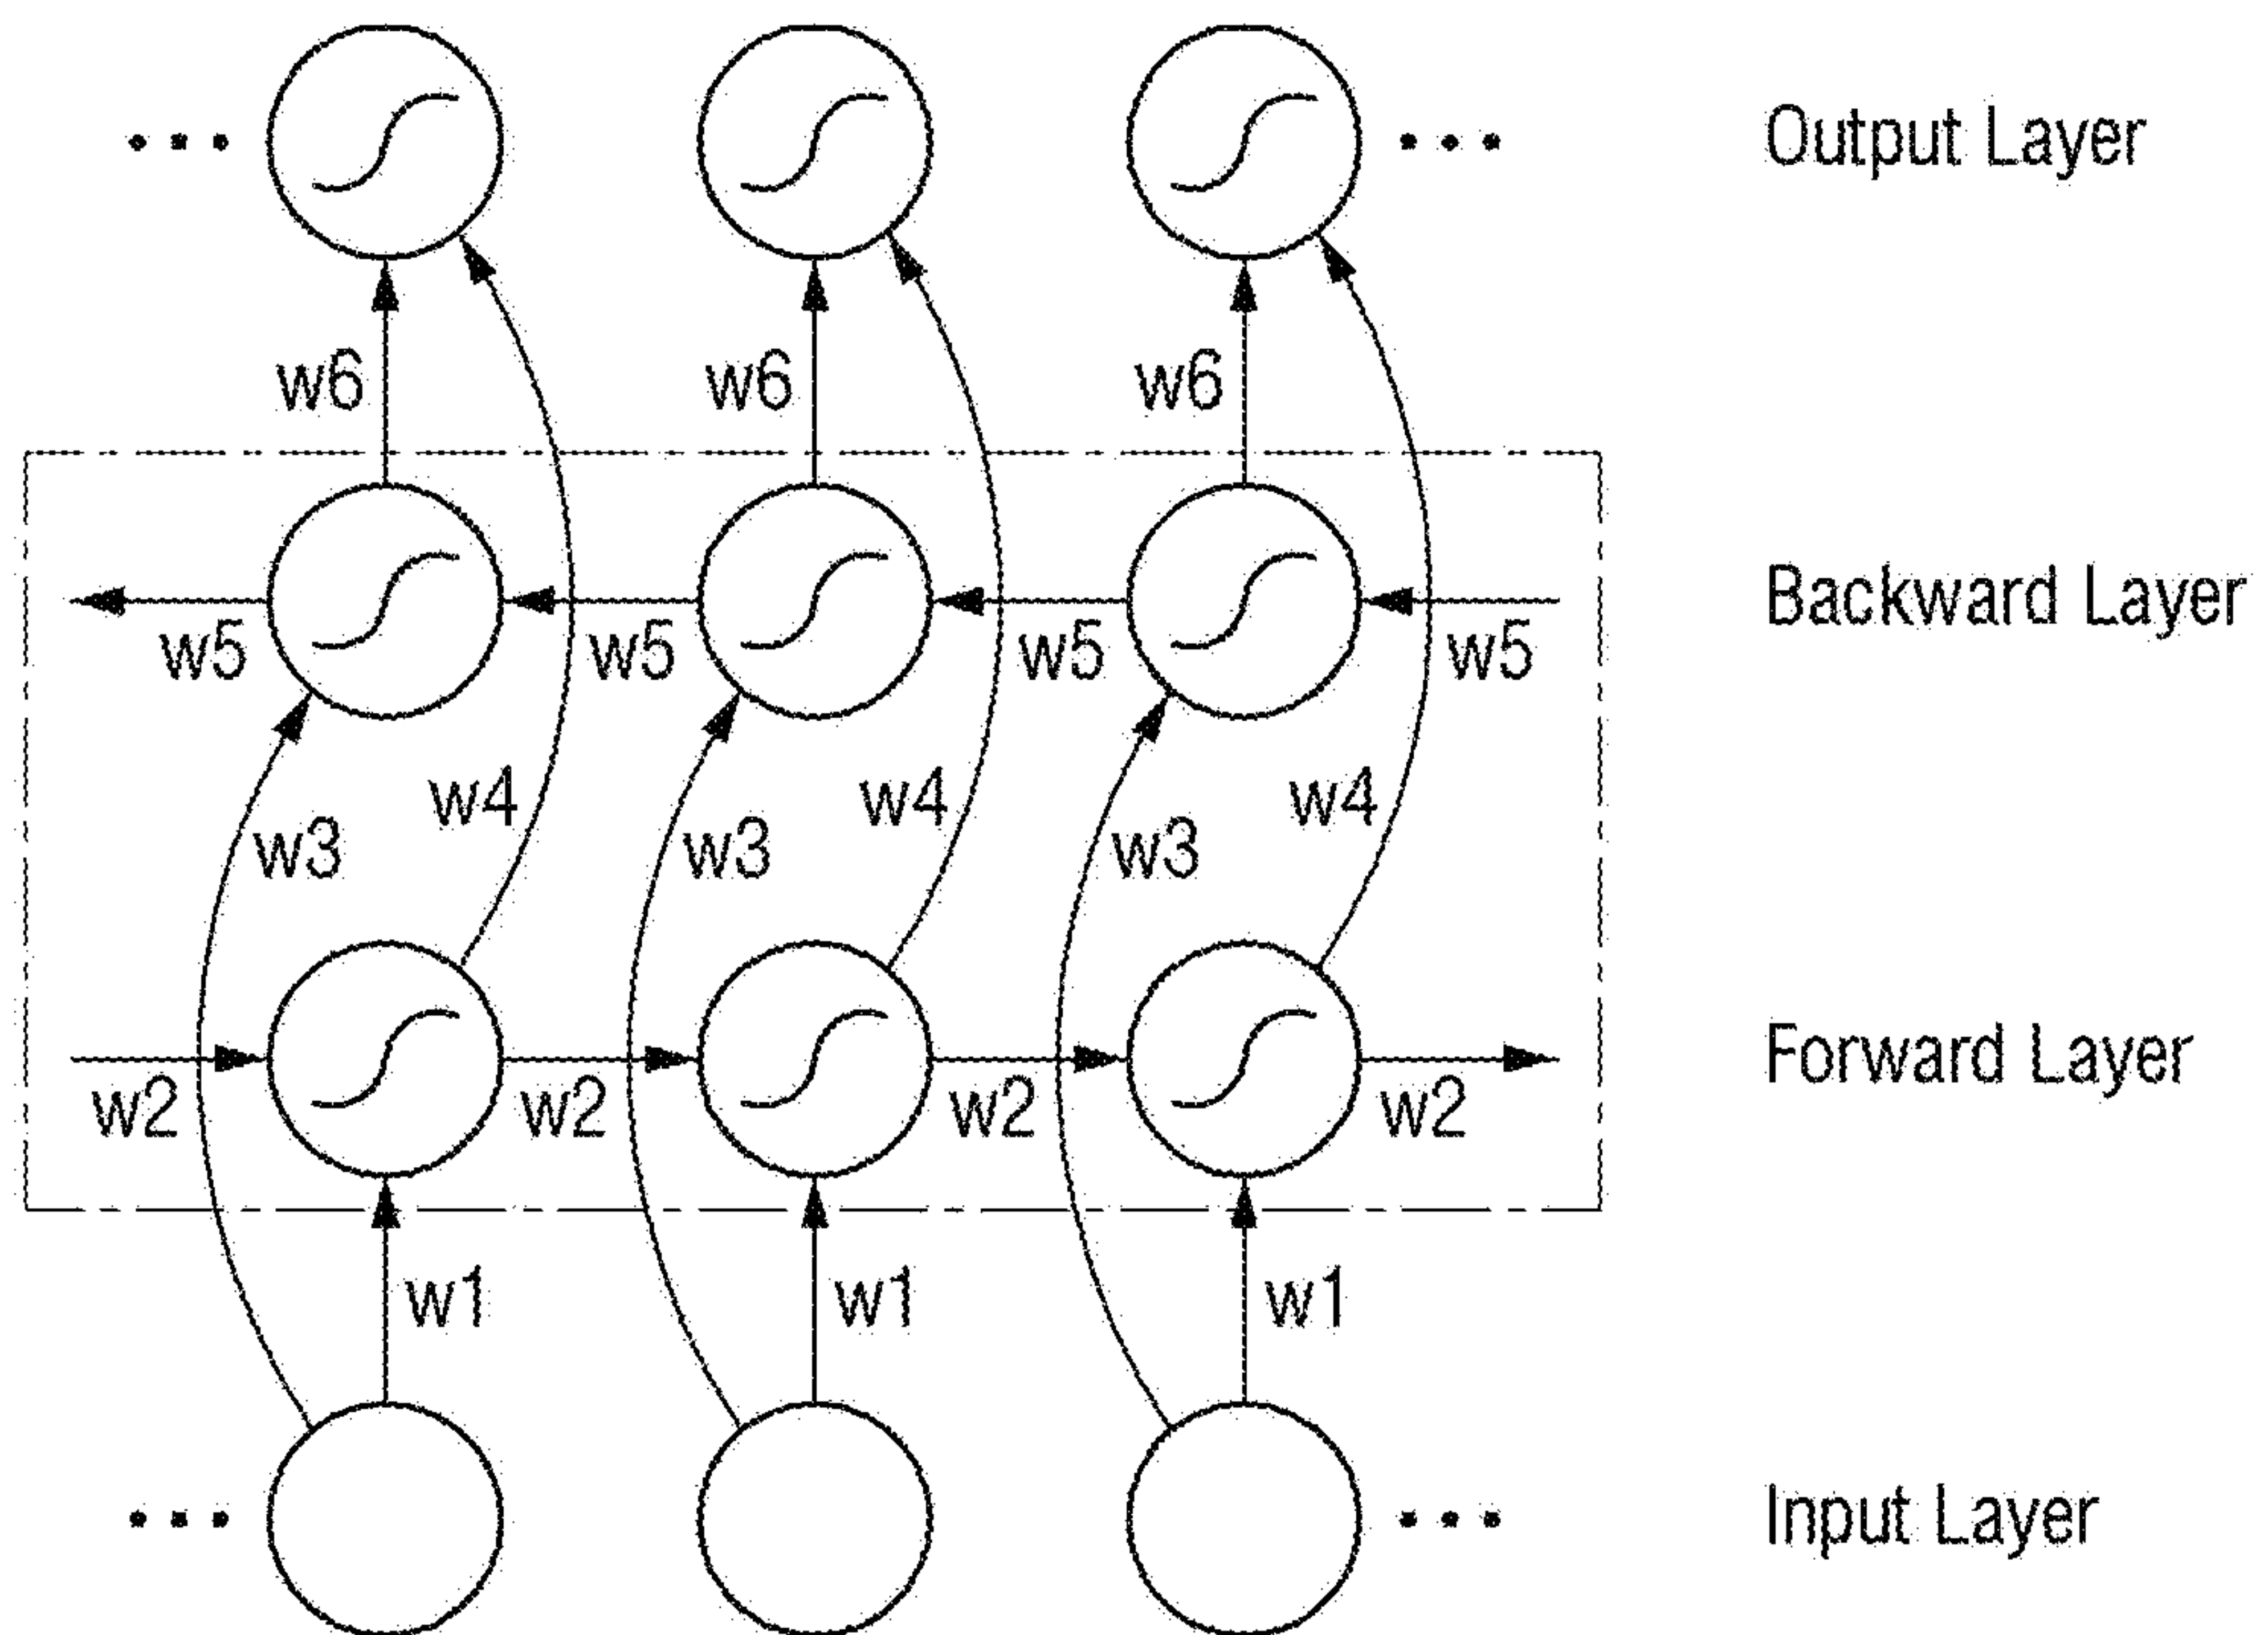 Output Layer
w6 w6 w6
Backward Layer
w5 w5 w5 w5
w4 w4 w4
w3 w3 w3
Forward Layer
w2 w2 w2 w2
w1 w1 w1
Input Layer